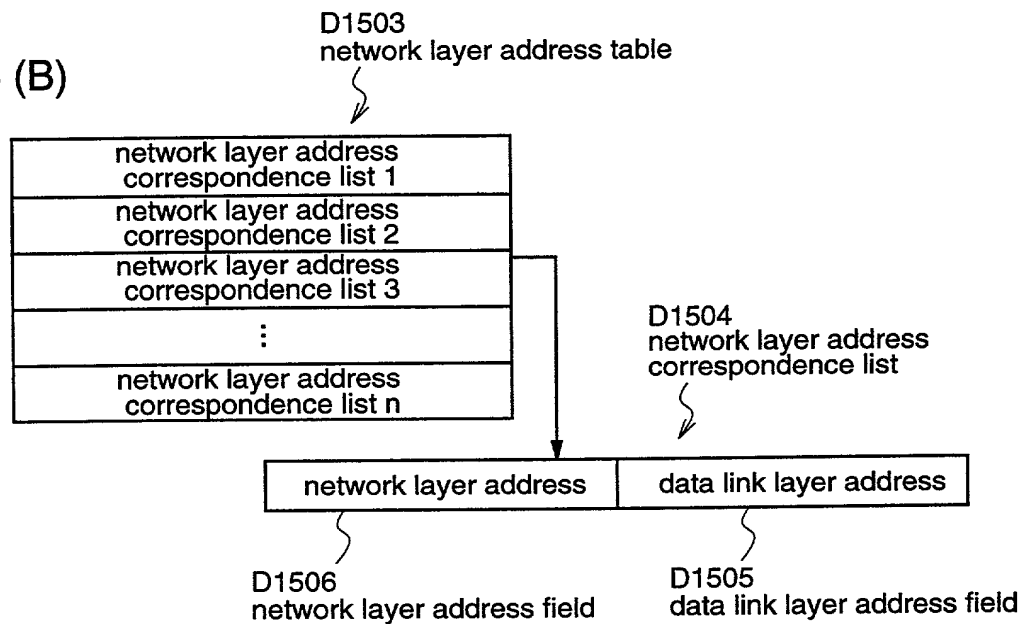 D1503
network layer address table
(B)
network layer address
correspondence list 1
network layer address
correspondence list 2
network layer address
correspondence list 3
⋮
network layer address
correspondence list n
D1504
network layer address
correspondence list
network layer address
data link layer address
D1506
network layer address field
D1505
data link layer address field